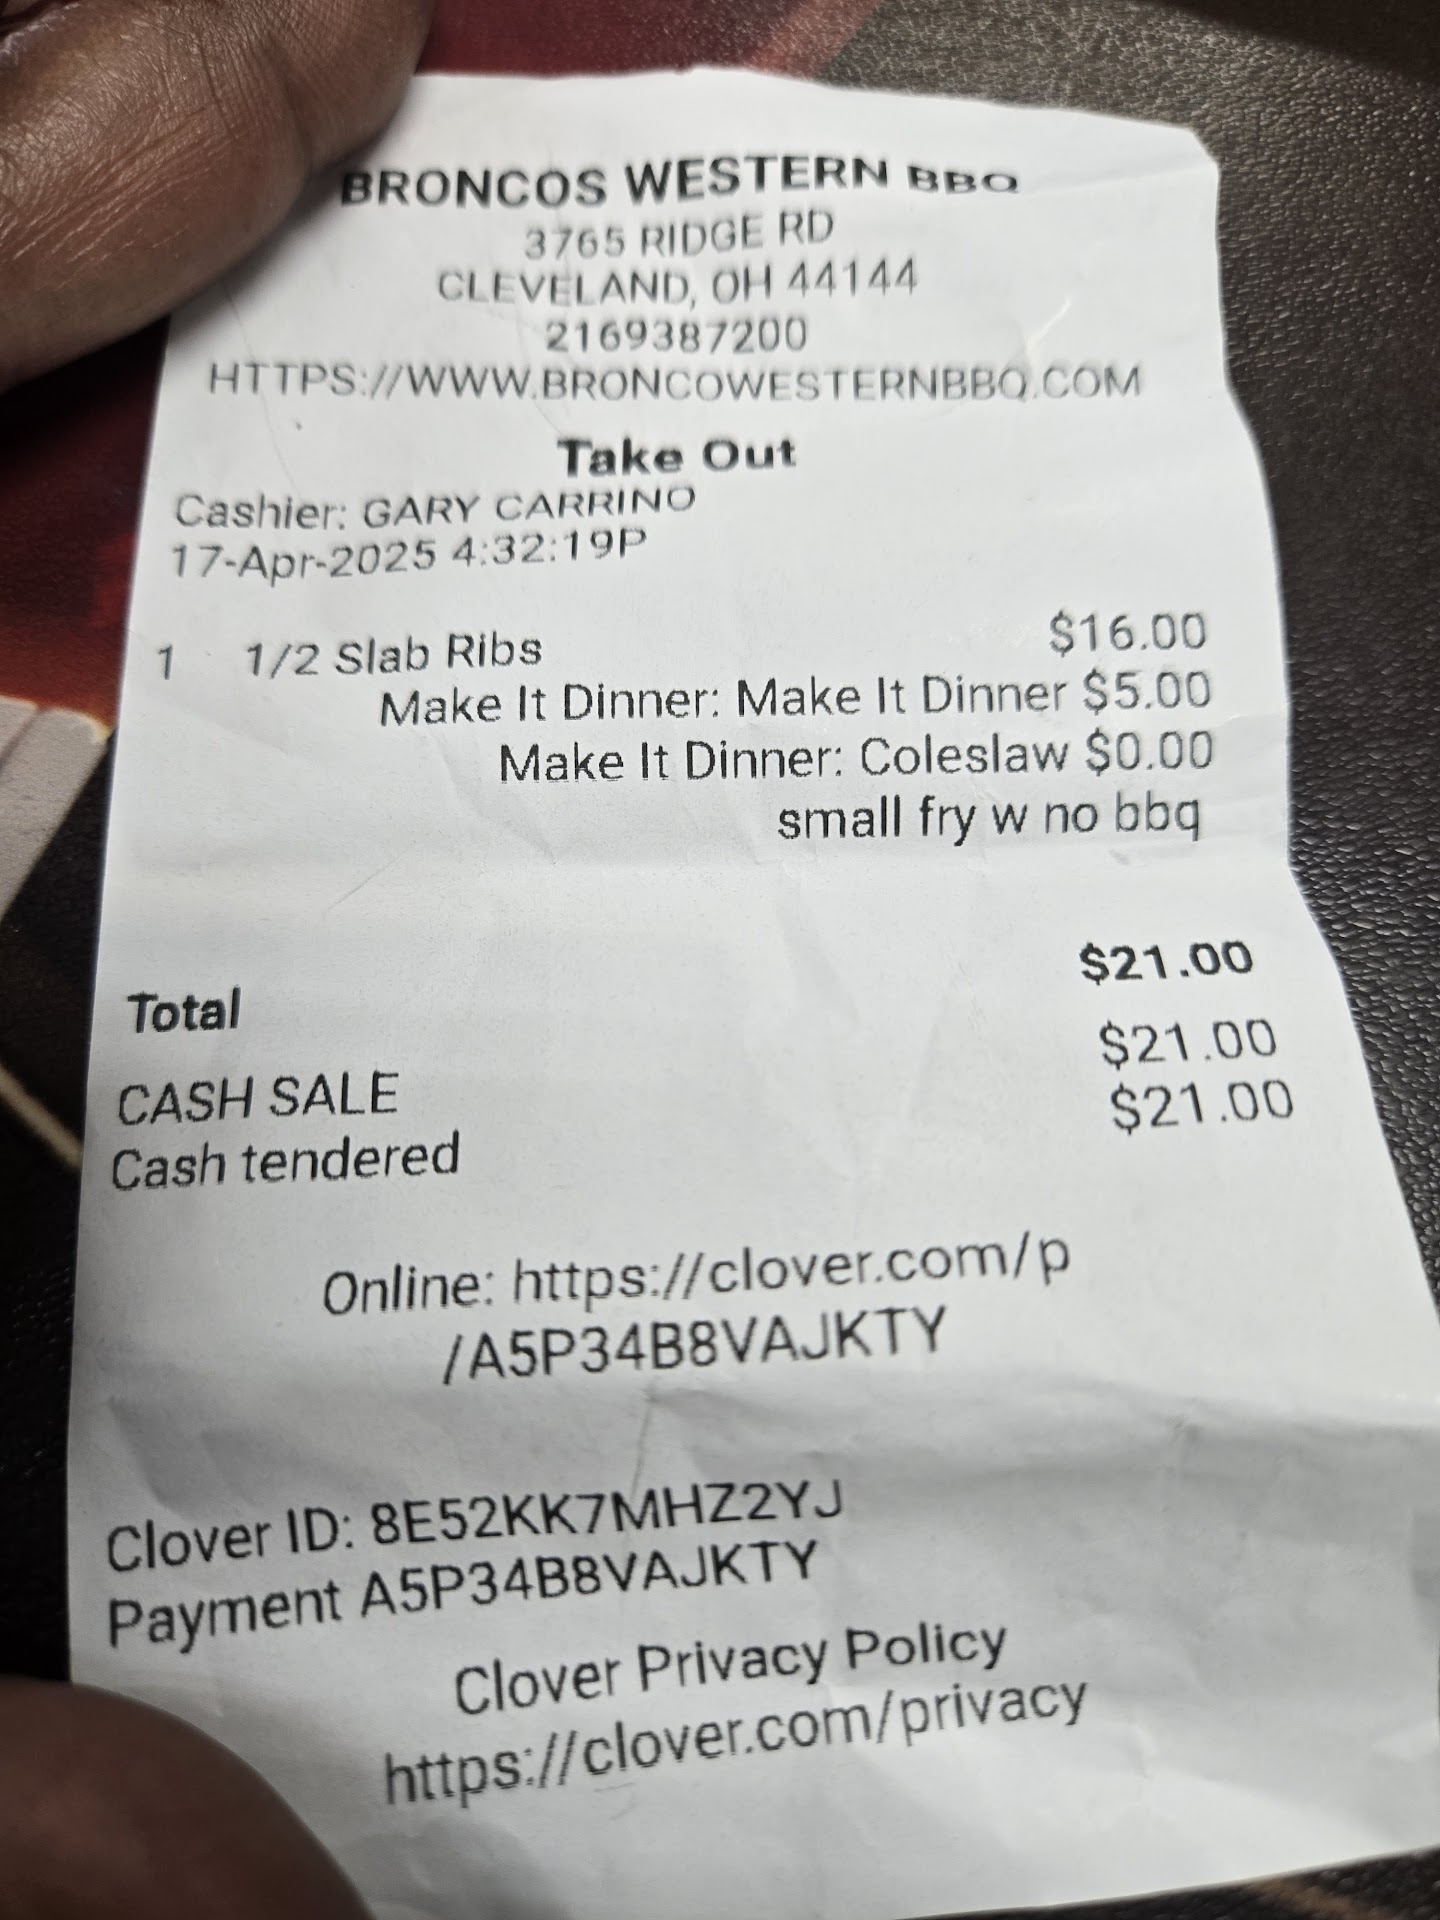 BRONCOS WESTERN BBQ
3765 RIDGE RD
CLEVELAND, OH 44144
2169387200
HTTPS://WWW.BRONCOWESTERNBBQ.COM
Take Out
Cashier: GARY CARRINO
17-Apr-2025 4:32:19P
1 1/2 Slab Ribs $16.00
Make It Dinner: Make It Dinner $5.00
Make It Dinner: Coleslaw $0.00
small fry w no bbq
Total $21.00
CASH SALE $21.00
Cash tendered $21.00
Online: https://clover.com/p
/A5P34B8VAJKTY
Clover ID: 8E52KK7MHZ2YJ
Payment A5P34B8VAJKTY
Clover Privacy Policy
https://clover.com/privacy